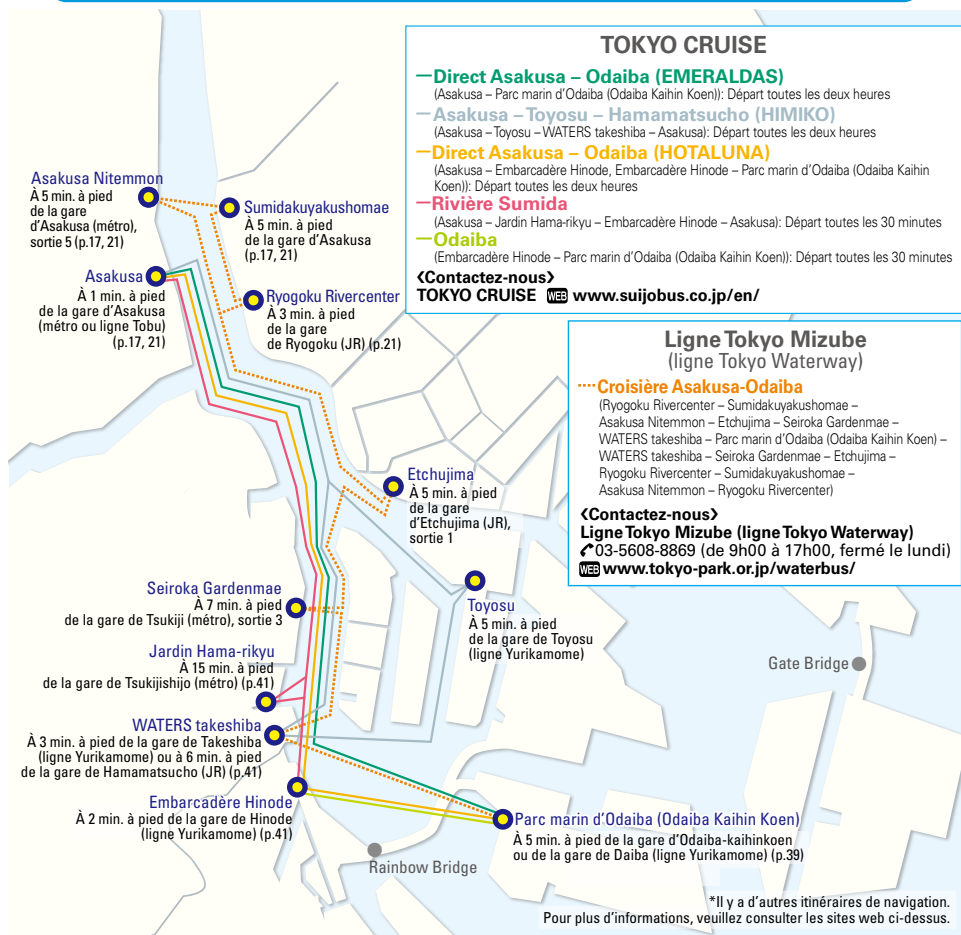 TOKYO CRUISE
Direct Asakusa – Odaiba (EMERALDAS)
(Asakusa – Parc marin d'Odaiba (Odaiba Kaihin Koen)): Départ toutes les deux heures
Asakusa – Toyosu – Hamamatsucho (HIMIKO)
(Asakusa – Toyosu – WATERS takeshiba – Asakusa): Départ toutes les deux heures
Direct Asakusa – Odaiba (HOTALUNA)
(Asakusa – Embarcadère Hinode, Embarcadère Hinode – Parc marin d'Odaiba (Odaiba Kaihin
Koen)): Départ toutes les deux heures
Rivière Sumida
(Asakusa – Jardin Hama-rikyu – Embarcadère Hinode – Asakusa): Départ toutes les 30 minutes
Odaiba
(Embarcadère Hinode – Parc marin d'Odaiba (Odaiba Kaihin Koen)): Départ toutes les 30 minutes
‹Contactez-nous›
TOKYO CRUISE WEB www.suijobus.co.jp/en/
Ligne Tokyo Mizube
(ligne Tokyo Waterway)
Croisière Asakusa-Odaiba
(Ryogoku Rivercenter – Sumidakuyakushomae –
Asakusa Nitemmon – Etchujima – Seiroka Gardenmae –
WATERS takeshiba – Parc marin d'Odaiba (Odaiba Kaihin Koen) –
WATERS takeshiba – Seiroka Gardenmae – Etchujima –
Ryogoku Rivercenter – Sumidakuyakushomae –
Asakusa Nitemmon – Ryogoku Rivercenter)
‹Contactez-nous›
Ligne Tokyo Mizube (ligne Tokyo Waterway)
03-5608-8869 (de 9h00 à 17h00, fermé le lundi)
WEB www.tokyo-park.or.jp/waterbus/
Asakusa Nitemmon
À 5 min. à pied
de la gare
d'Asakusa (métro),
sortie 5 (p.17, 21)
Sumidakuyakushomae
À 5 min. à pied
de la gare d'Asakusa
(p.17, 21)
Asakusa
À 1 min. à pied
de la gare d'Asakusa
(métro ou ligne Tobu)
(p.17, 21)
Ryogoku Rivercenter
À 3 min. à pied
de la gare
de Ryogoku (JR) (p.21)
Etchujima
À 5 min. à pied
de la gare
d'Etchujima (JR),
sortie 1
Seiroka Gardenmae
À 7 min. à pied
de la gare de Tsukiji (métro), sortie 3
Toyosu
À 5 min. à pied
de la gare de Toyosu
(ligne Yurikamome)
Jardin Hama-rikyu
À 15 min. à pied
de la gare de Tsukijishijo (métro) (p.41)
Gate Bridge
WATERS takeshiba
À 3 min. à pied de la gare de Takeshiba
(ligne Yurikamome) ou à 6 min. à pied
de la gare de Hamamatsucho (JR) (p.41)
Embarcadère Hinode
À 2 min. à pied de la gare de Hinode
(ligne Yurikamome) (p.41)
Parc marin d'Odaiba (Odaiba Kaihin Koen)
À 5 min. à pied de la gare d'Odaiba-kaihinkoen
ou de la gare de Daiba (ligne Yurikamome) (p.39)
Rainbow Bridge
*Il y a d'autres itinéraires de navigation.
Pour plus d'informations, veuillez consulter les sites web ci-dessus.